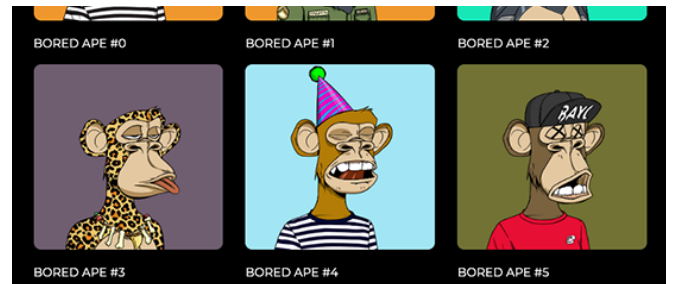 BORED APE #0
BORED APE #1
BORED APE #2
BAYC
BORED APE #3
BORED APE #4
BORED APE #5